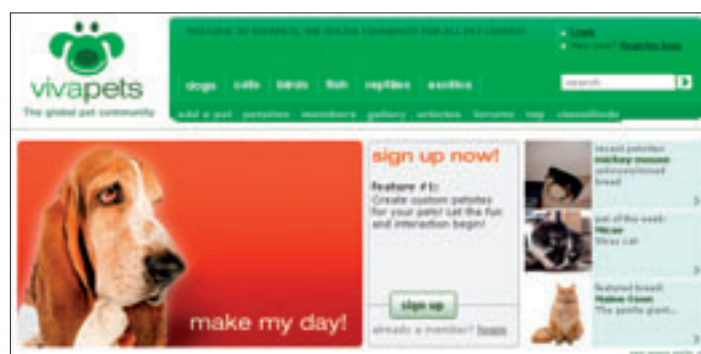 WELCOME TO VIVAPETS, THE ONLINE COMMUNITY FOR ALL PET LOVERS!
Login
New user? Register here
vivapets
The global pet community
dogs cats birds fish reptiles exotics
search
add a pet petsites members gallery articles forums tag classifieds
sign up now!
Feature #1:
Create custom petsites
for your pets! Let the fun
and interaction begin!
sign up
already a member? login
make my day!
recent petsites:
mickey mouse
unknown/mixed
breed
pet of the week:
featured breed:
Maine Coon
The gentle giant...